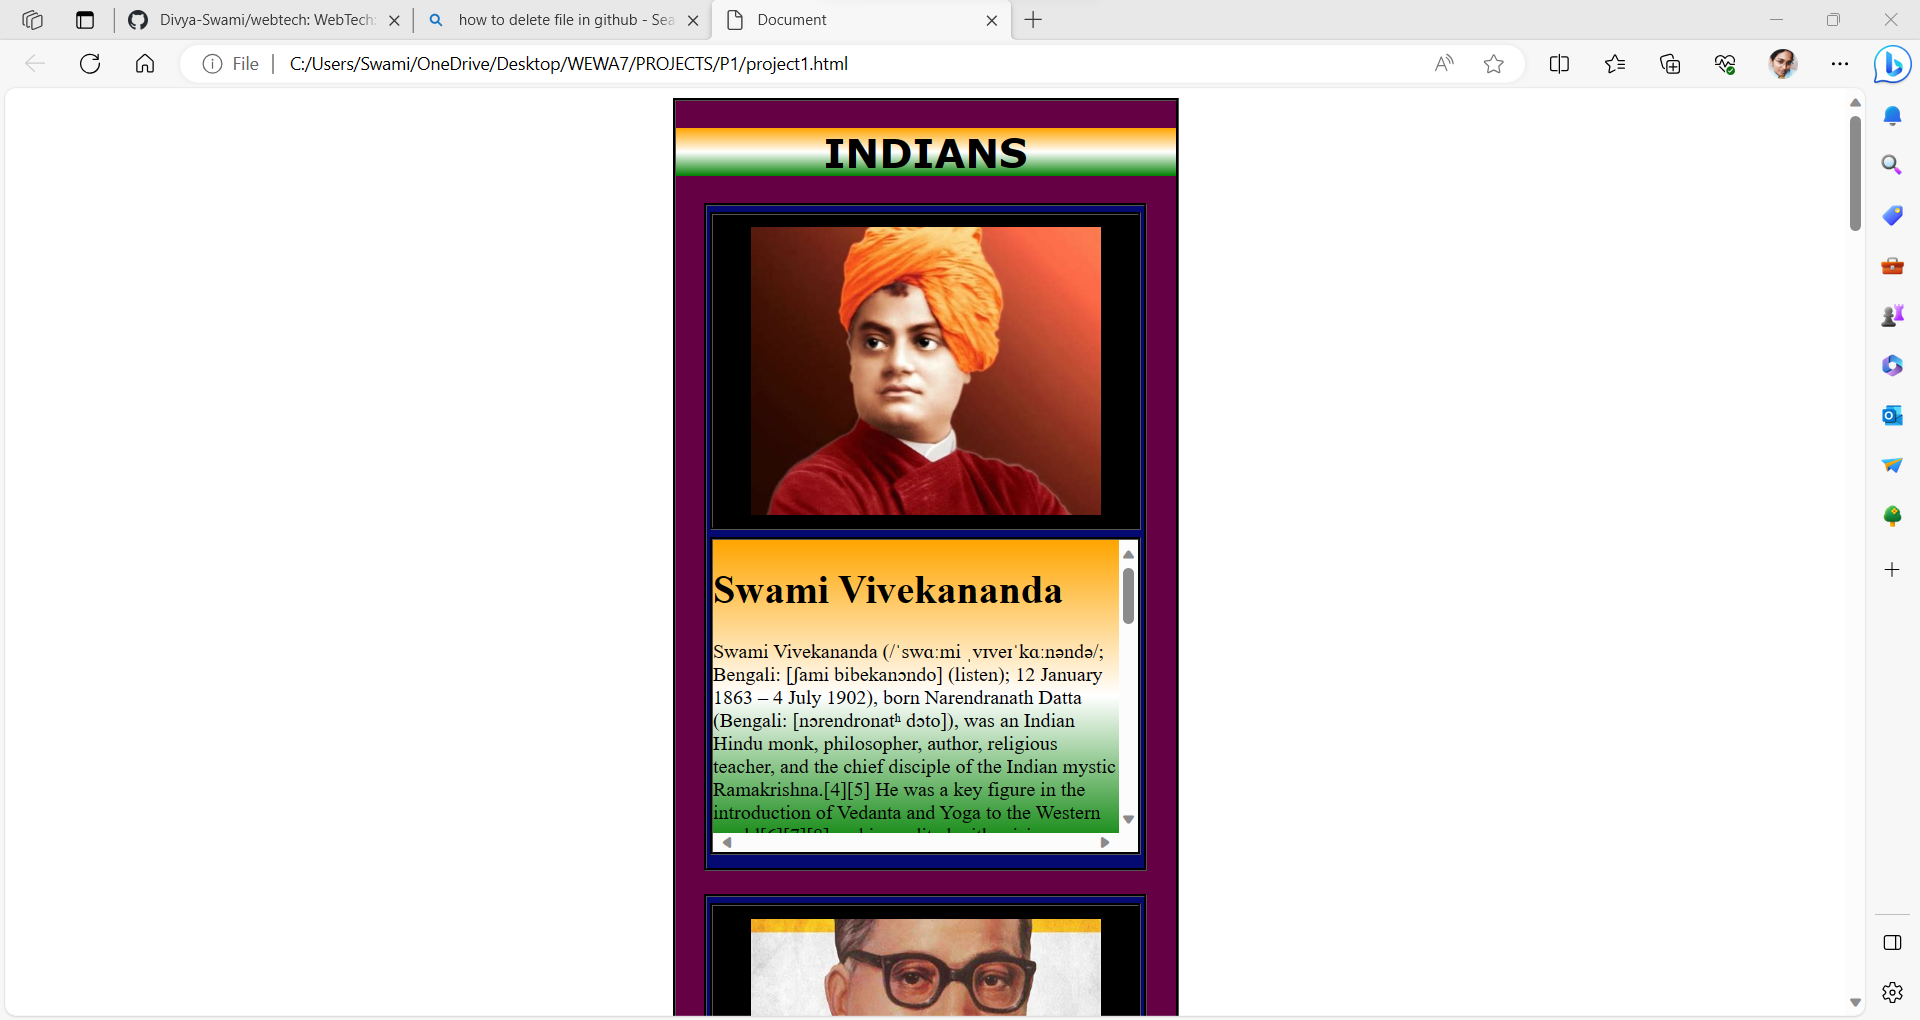 Divya-Swami/webtech: WebTech:
how to delete file in github - Sea
Document
File
C:/Users/Swami/OneDrive/Desktop/WEWA7/PROJECTS/P1/project1.html
INDIANS
Swami Vivekananda
Swami Vivekananda (/ˈswɑːmi ˌvɪveɪˈkɑːnəndə/;
Bengali: [ʃami bibekanɔndo] (listen); 12 January
1863 – 4 July 1902), born Narendranath Datta
(Bengali: [nɔrendronatʰ dɔto]), was an Indian
Hindu monk, philosopher, author, religious
teacher, and the chief disciple of the Indian mystic
Ramakrishna.[4][5] He was a key figure in the
introduction of Vedanta and Yoga to the Western